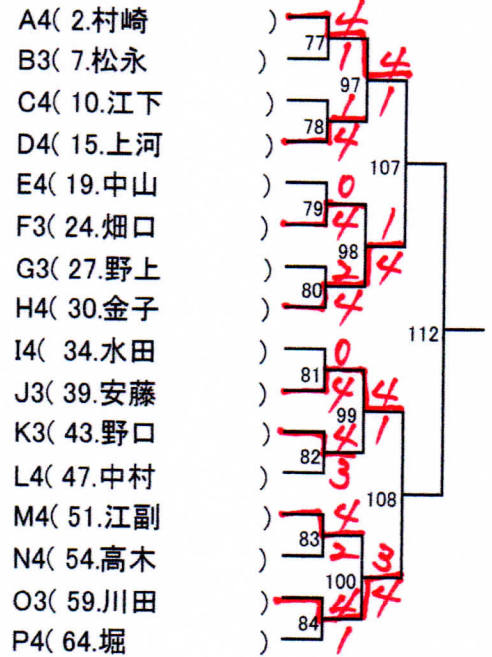 A4( 2.村崎 ) 4
77
B3( 7.松永 ) 1 4
97
C4( 10.江下 ) 1 1
78
D4( 15.上河 ) 4
107
E4( 19.中山 ) 0
79
F3( 24.畑口 ) 4 1
98
G3( 27.野上 ) 2 4
80
H4( 30.金子 ) 4
112
I4( 34.水田 ) 0
81
J3( 39.安藤 ) 4 4
99
K3( 43.野口 ) 4 1
82
L4( 47.中村 ) 3
108
M4( 51.江副 ) 4
83
N4( 54.高木 ) 2 3
100
O3( 59.川田 ) 4 4
84
P4( 64.堀 ) 1